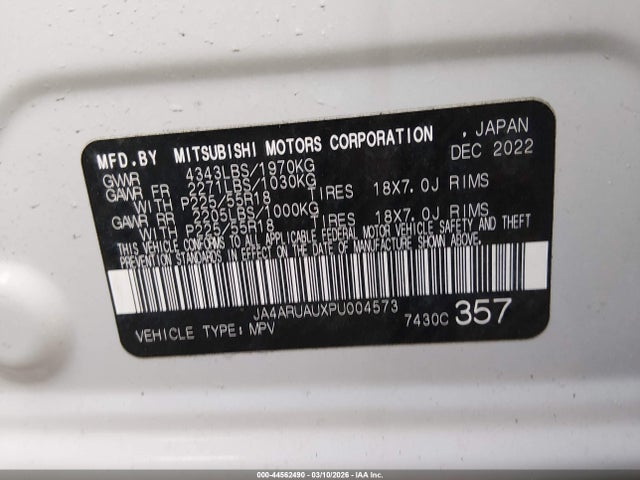 MFD.BY MITSUBISHI MOTORS CORPORATION , JAPAN
DEC 2022
GVWR 4343LBS/1970KG
GAWR FR 2271LBS/1030KG
WITH P225/55R18 TIRES 18X7.0J RIMS
GAWR RR 2205LBS/1000KG
WITH P225/55R18 TIRES 18X7.0J RIMS
THIS VEHICLE CONFORMS TO ALL APPLICABLE FEDERAL MOTOR VEHICLE SAFETY AND THEFT
PREVENTION STANDARDS IN EFFECT ON THE DATE OF MANUFACTURE SHOWN ABOVE.
JA4ARUAUXPU004573
VEHICLE TYPE: MPV 7430C 357
000-44562490 - 03/10/2026 - IAA Inc.